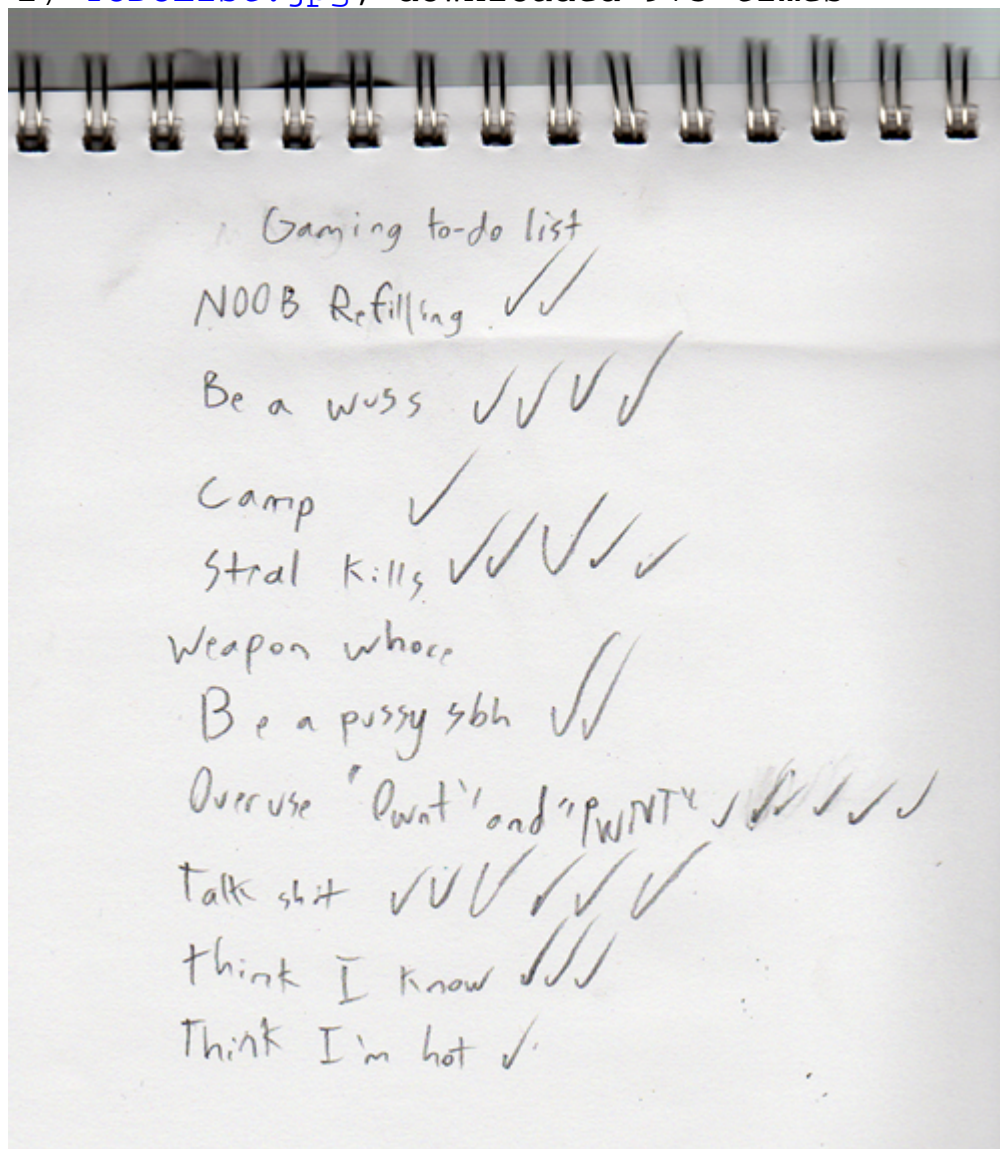 Gaming to-do list
NOOB Refilling ✓✓
Be a wuss ✓✓✓✓
Camp ✓
Steal Kills ✓✓✓✓✓
Weapon whore
Be a pussy sbh ✓✓
Overuse "Ownt" and "PWNT" ✓✓✓✓✓✓
Talk shit ✓✓✓✓✓✓
think I know ✓✓✓
Think I'm hot ✓